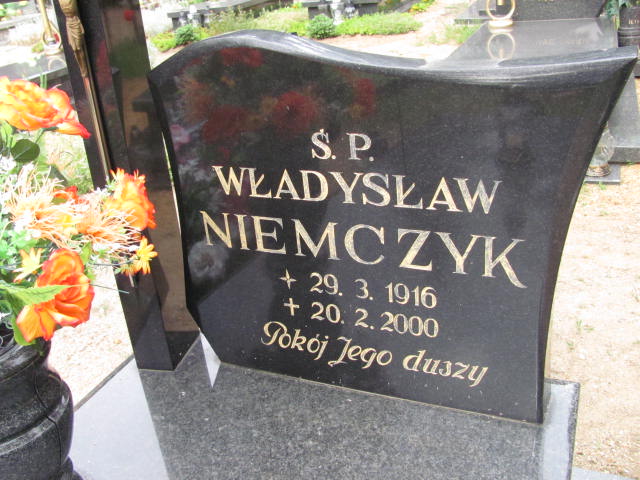 Ś.P.
WŁADYSŁAW
NIEMCZYK
29.3.1916
20.2.2000
Pokój Jego duszy